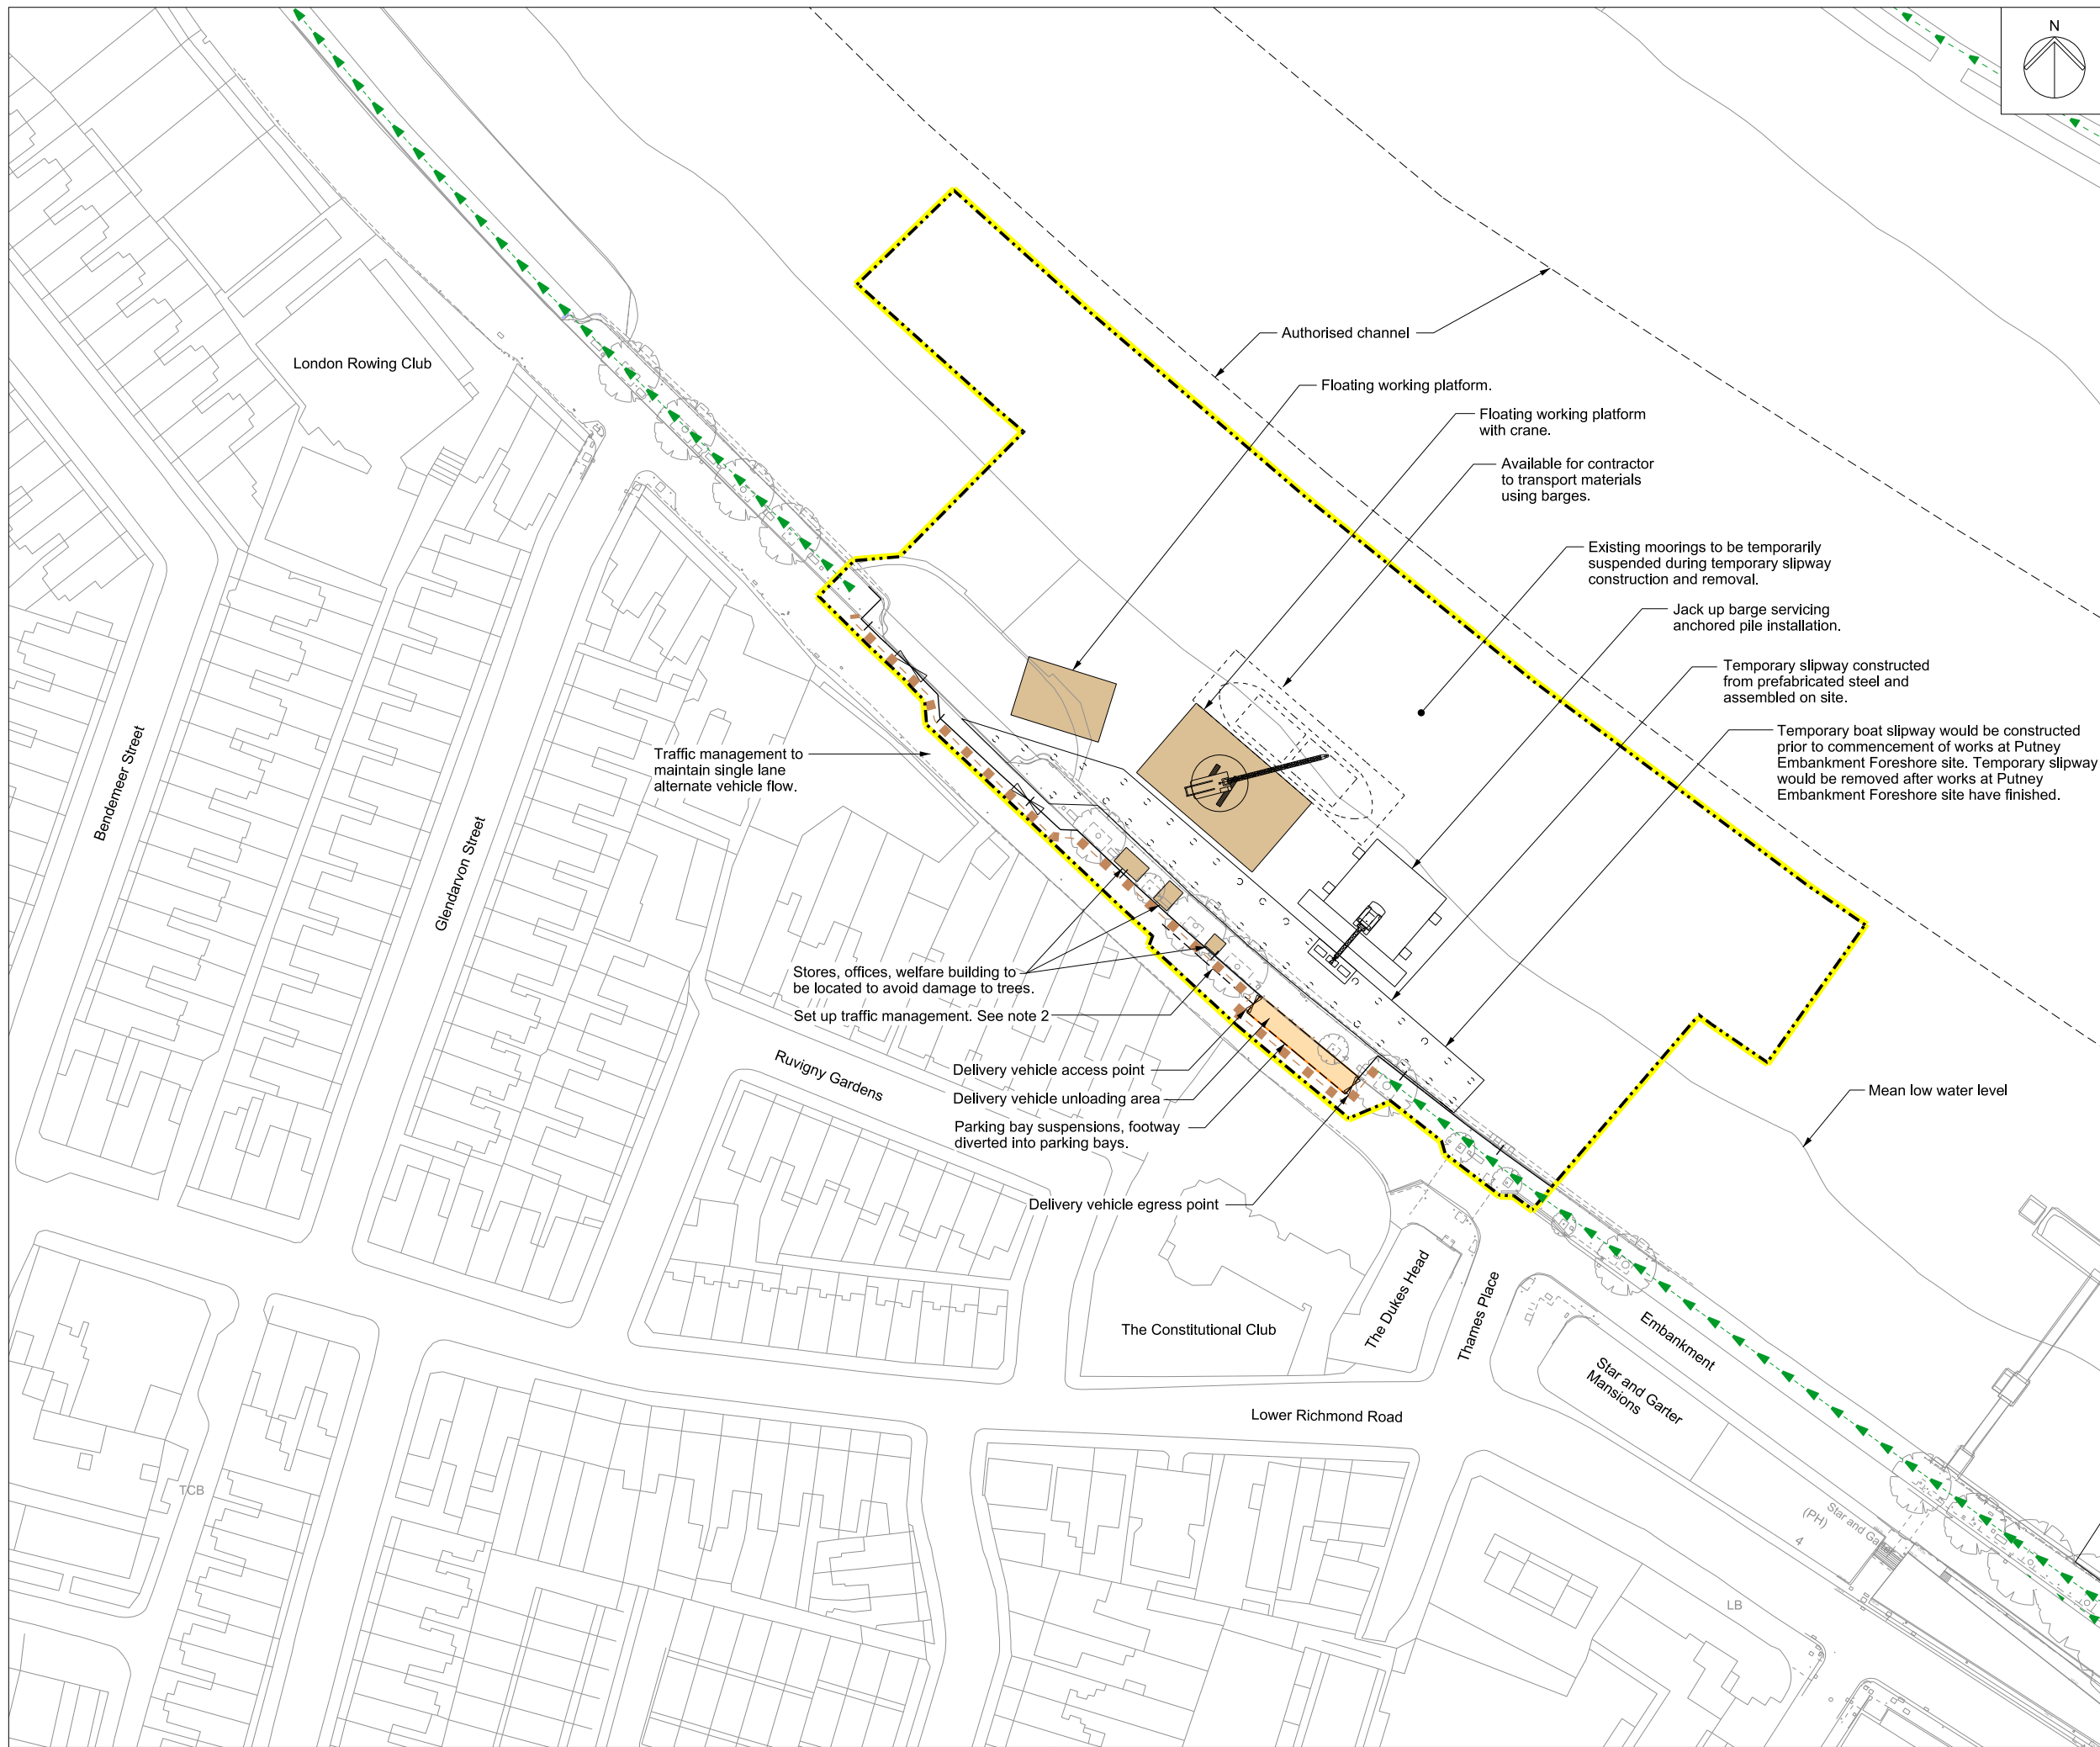 N
London Rowing Club
Authorised channel
Floating working platform.
Floating working platform
with crane.
Available for contractor
to transport materials
using barges.
Existing moorings to be temporarily
suspended during temporary slipway
construction and removal.
Jack up barge servicing
anchored pile installation.
Temporary slipway constructed
from prefabricated steel and
assembled on site.
Temporary boat slipway would be constructed
prior to commencement of works at Putney
Embankment Foreshore site. Temporary slipway
would be removed after works at Putney
Embankment Foreshore site have finished.
Traffic management to
maintain single lane
alternate vehicle flow.
Bendemeer Street
Glendarvon Street
Stores, offices, welfare building to
be located to avoid damage to trees.
Set up traffic management. See note 2
Ruvigny Gardens
Delivery vehicle access point
Delivery vehicle unloading area
Parking bay suspensions, footway
diverted into parking bays.
Mean low water level
Delivery vehicle egress point
The Constitutional Club
The Dukes Head
Thames Place
Embankment
Star and Garter
Mansions
Lower Richmond Road
TCB
Star and
(PH)
4
LB